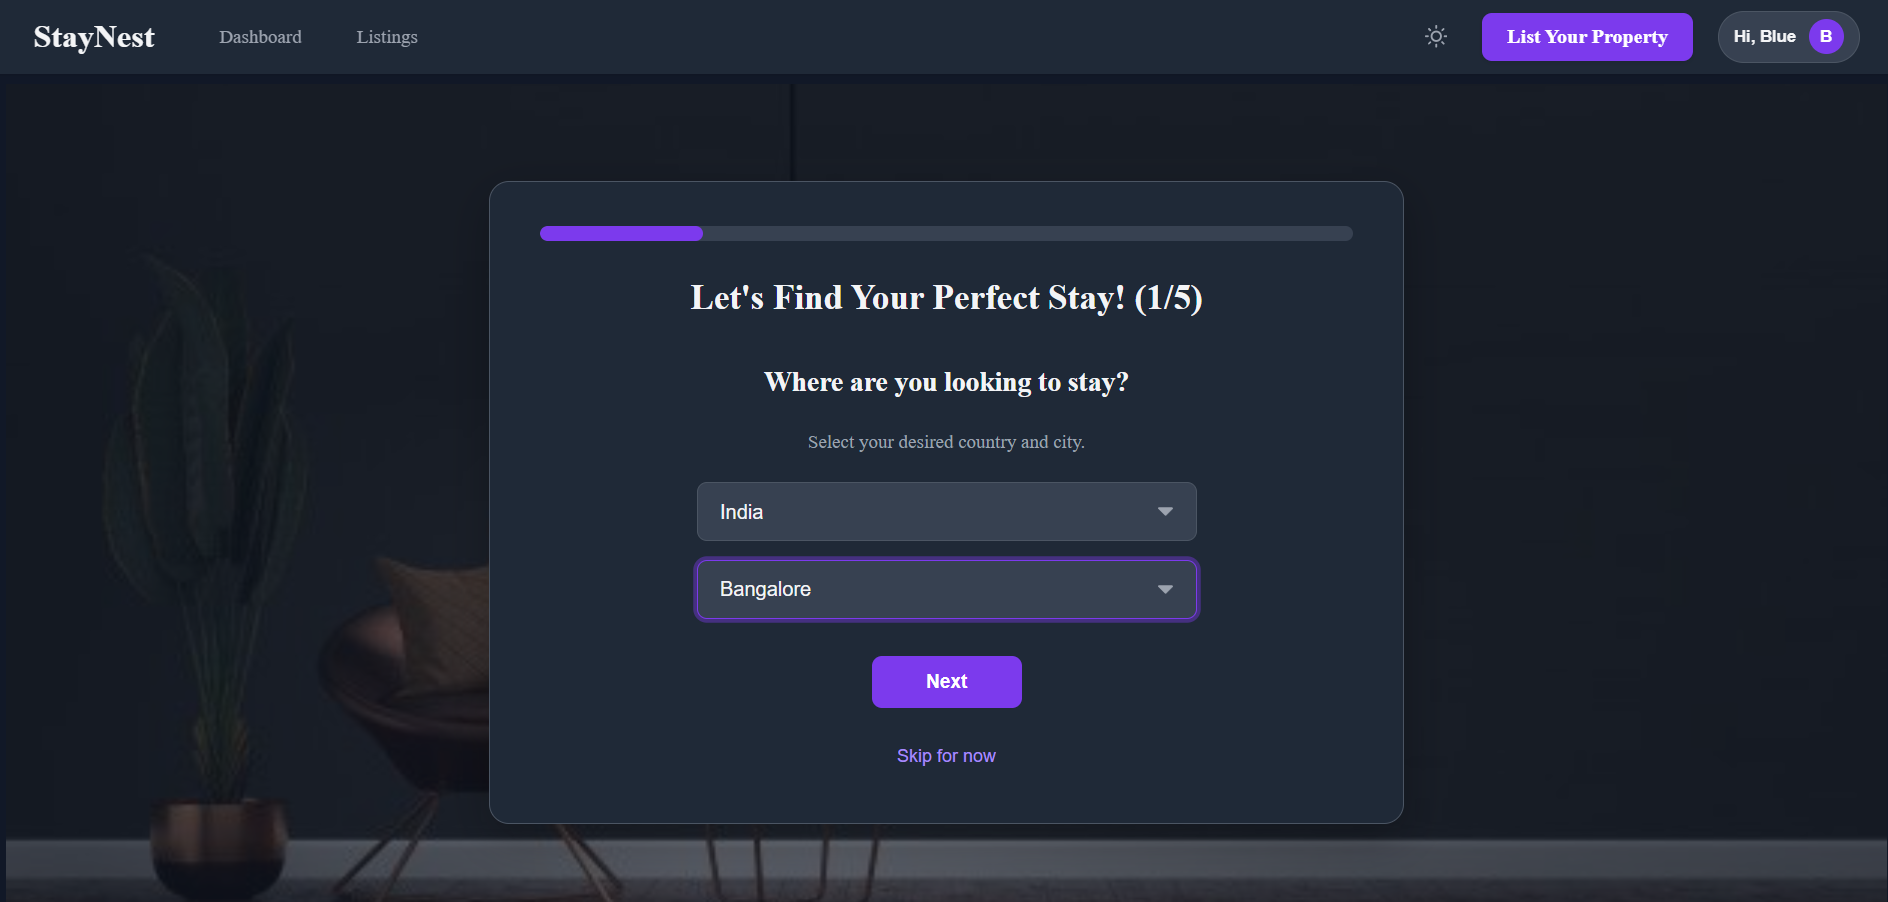 StayNest
Dashboard
Listings
List Your Property
Hi, Blue
B
Let's Find Your Perfect Stay! (1/5)
Where are you looking to stay?
Select your desired country and city.
India
Bangalore
Next
Skip for now